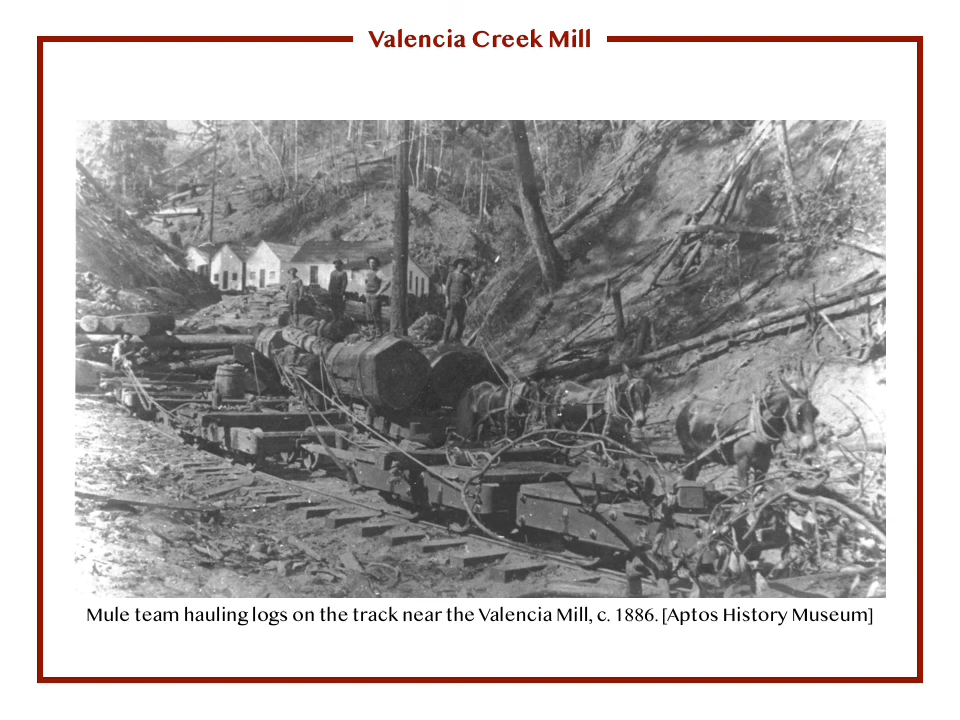 Valencia Creek Mill
Mule team hauling logs on the track near the Valencia Mill, c. 1886. [Aptos History Museum]